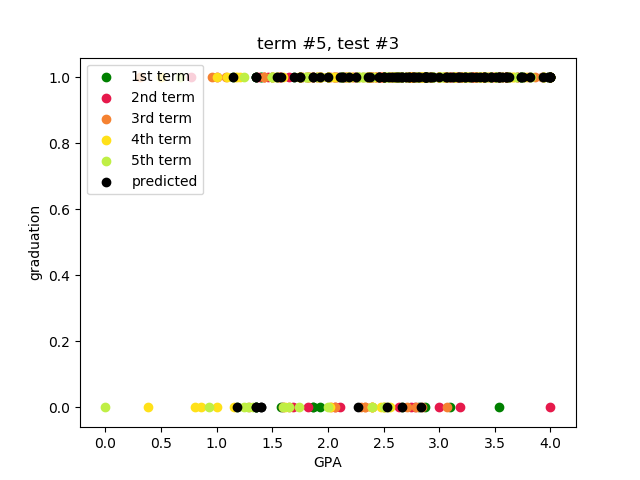 term #5, test #3
1st term
2nd term
3rd term
4th term
5th term
predicted
graduation
1.0
0.8
0.6
0.4
0.2
0.0
0.0 0.5 1.0 1.5 2.0 2.5 3.0 3.5 4.0
GPA